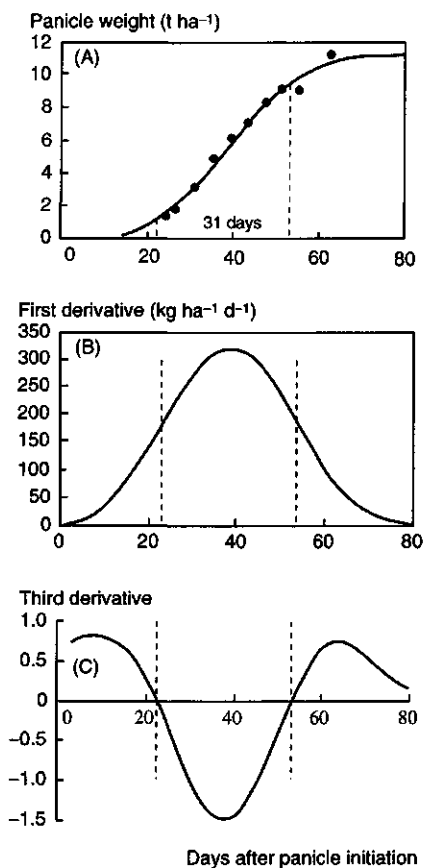 Panicle weight (t ha⁻¹)
12
(A)
10
8
6
4
2
31 days
0
0 20 40 60 80
First derivative (kg ha⁻¹ d⁻¹)
350
(B)
300
250
200
150
100
50
0
0 20 40 60 80
Third derivative
1.0
0.5
(C)
0
0 20 40 60 80
−0.5
−1.0
−1.5
Days after panicle initiation